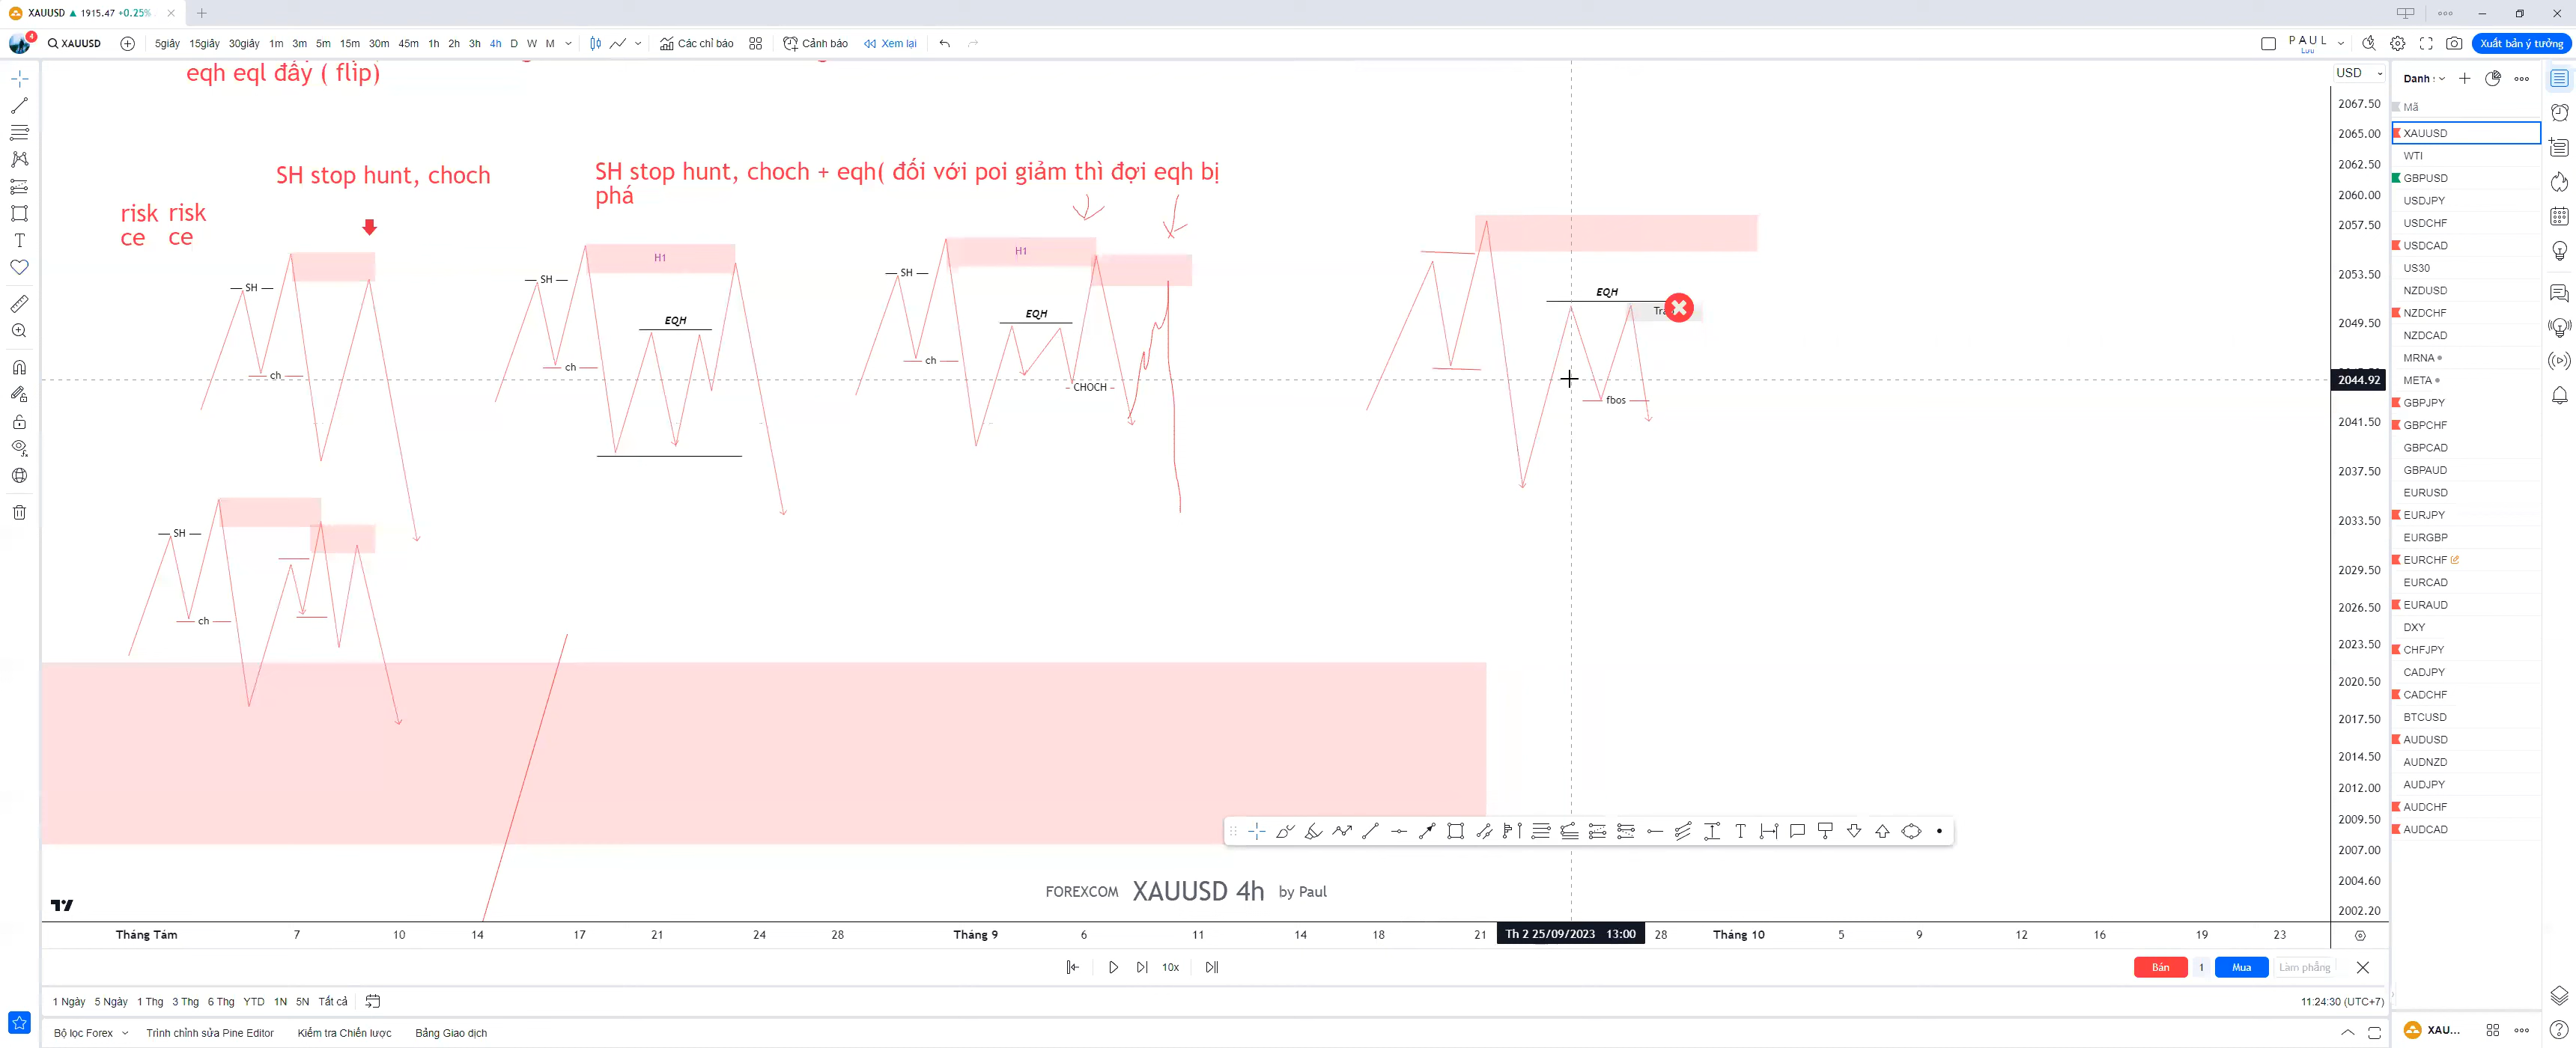 XAUUSD ▲ 1915.47 +0.25%
4
XAUUSD 5giây 15giây 30giây 1m 3m 5m 15m 30m 45m 1h 2h 3h 4h D W M Các chỉ báo Cảnh báo Xem lại
PAUL
Lưu
Xuất bản ý tưởng
eqh eql đây ( flip)
SH stop hunt, choch
SH stop hunt, choch + eqh( đối với poi giảm thì đợi eqh bị
phá
risk
ce
risk
ce
SH
ch
SH
H1
EQH
ch
SH
H1
EQH
ch
CHOCH
EQH
fbos
SH
ch
FOREXCOM XAUUSD 4h by Paul
USD
2067.50
2065.00
2062.50
2060.00
2057.50
2053.50
2049.50
2044.92
2041.50
2037.50
2033.50
2029.50
2026.50
2023.50
2020.50
2017.50
2014.50
2012.00
2009.50
2007.00
2004.60
2002.20
Tháng Tám 7 10 14 17 21 24 28 Tháng 9 6 11 14 18 21 Th 2 25/09/2023 13:00 28 Tháng 10 5 9 12 16 19 23
10x
Bán 1 Mua Làm phẳng
1 Ngày 5 Ngày 1 Thg 3 Thg 6 Thg YTD 1N 5N Tất cả
11:24:30 (UTC+7)
Bộ lọc Forex Trình chỉnh sửa Pine Editor Kiểm tra Chiến lược Bảng Giao dịch
Danh :
Mã
XAUUSD
WTI
GBPUSD
USDJPY
USDCHF
USDCAD
US30
NZDUSD
NZDCHF
NZDCAD
MRNA
META
GBPJPY
GBPCHF
GBPCAD
GBPAUD
EURUSD
EURJPY
EURGBP
EURCHF
EURCAD
EURAUD
DXY
CHFJPY
CADJPY
CADCHF
BTCUSD
AUDUSD
AUDNZD
AUDJPY
AUDCHF
AUDCAD
XAU...